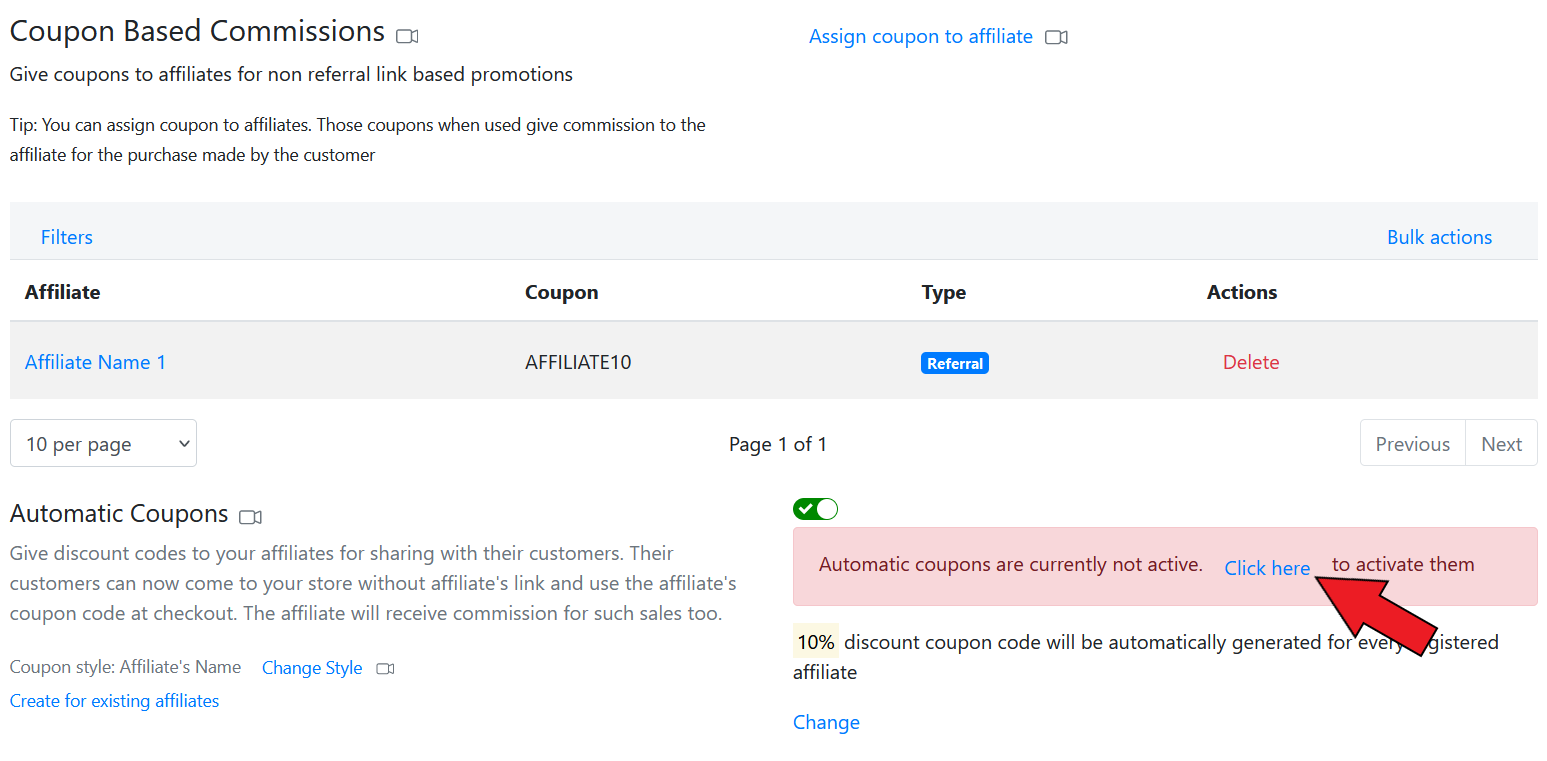 Coupon Based Commissions
Assign coupon to affiliate
Give coupons to affiliates for non referral link based promotions
Tip: You can assign coupon to affiliates. Those coupons when used give commission to the
affiliate for the purchase made by the customer
Filters
Bulk actions
Affiliate Coupon Type Actions
Affiliate Name 1 AFFILIATE10 Referral Delete
10 per page
Page 1 of 1
Previous Next
Automatic Coupons
Give discount codes to your affiliates for sharing with their customers. Their
customers can now come to your store without affiliate's link and use the affiliate's
coupon code at checkout. The affiliate will receive commission for such sales too.
Coupon style: Affiliate's Name Change Style
Create for existing affiliates
Automatic coupons are currently not active. Click here to activate them
10% discount coupon code will be automatically generated for every registered
affiliate
Change